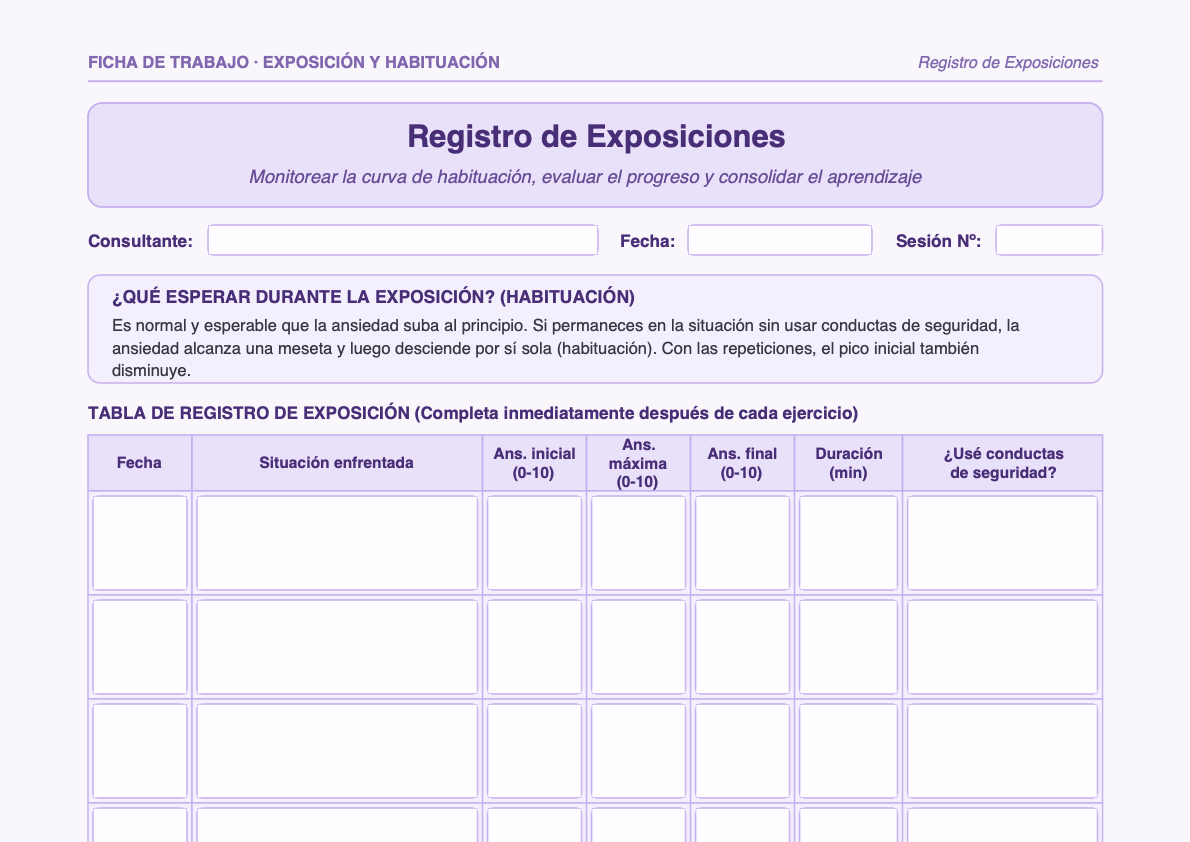 FICHA DE TRABAJO · EXPOSICIÓN Y HABITUACIÓN
Registro de Exposiciones
Registro de Exposiciones
Monitorear la curva de habituación, evaluar el progreso y consolidar el aprendizaje
Consultante:
Fecha:
Sesión Nº:
¿QUÉ ESPERAR DURANTE LA EXPOSICIÓN? (HABITUACIÓN)
Es normal y esperable que la ansiedad suba al principio. Si permaneces en la situación sin usar conductas de seguridad, la
ansiedad alcanza una meseta y luego desciende por sí sola (habituación). Con las repeticiones, el pico inicial también
disminuye.
TABLA DE REGISTRO DE EXPOSICIÓN (Completa inmediatamente después de cada ejercicio)
Fecha
Situación enfrentada
Ans. inicial
(0-10)
Ans.
máxima
(0-10)
Ans. final
(0-10)
Duración
(min)
¿Usé conductas
de seguridad?